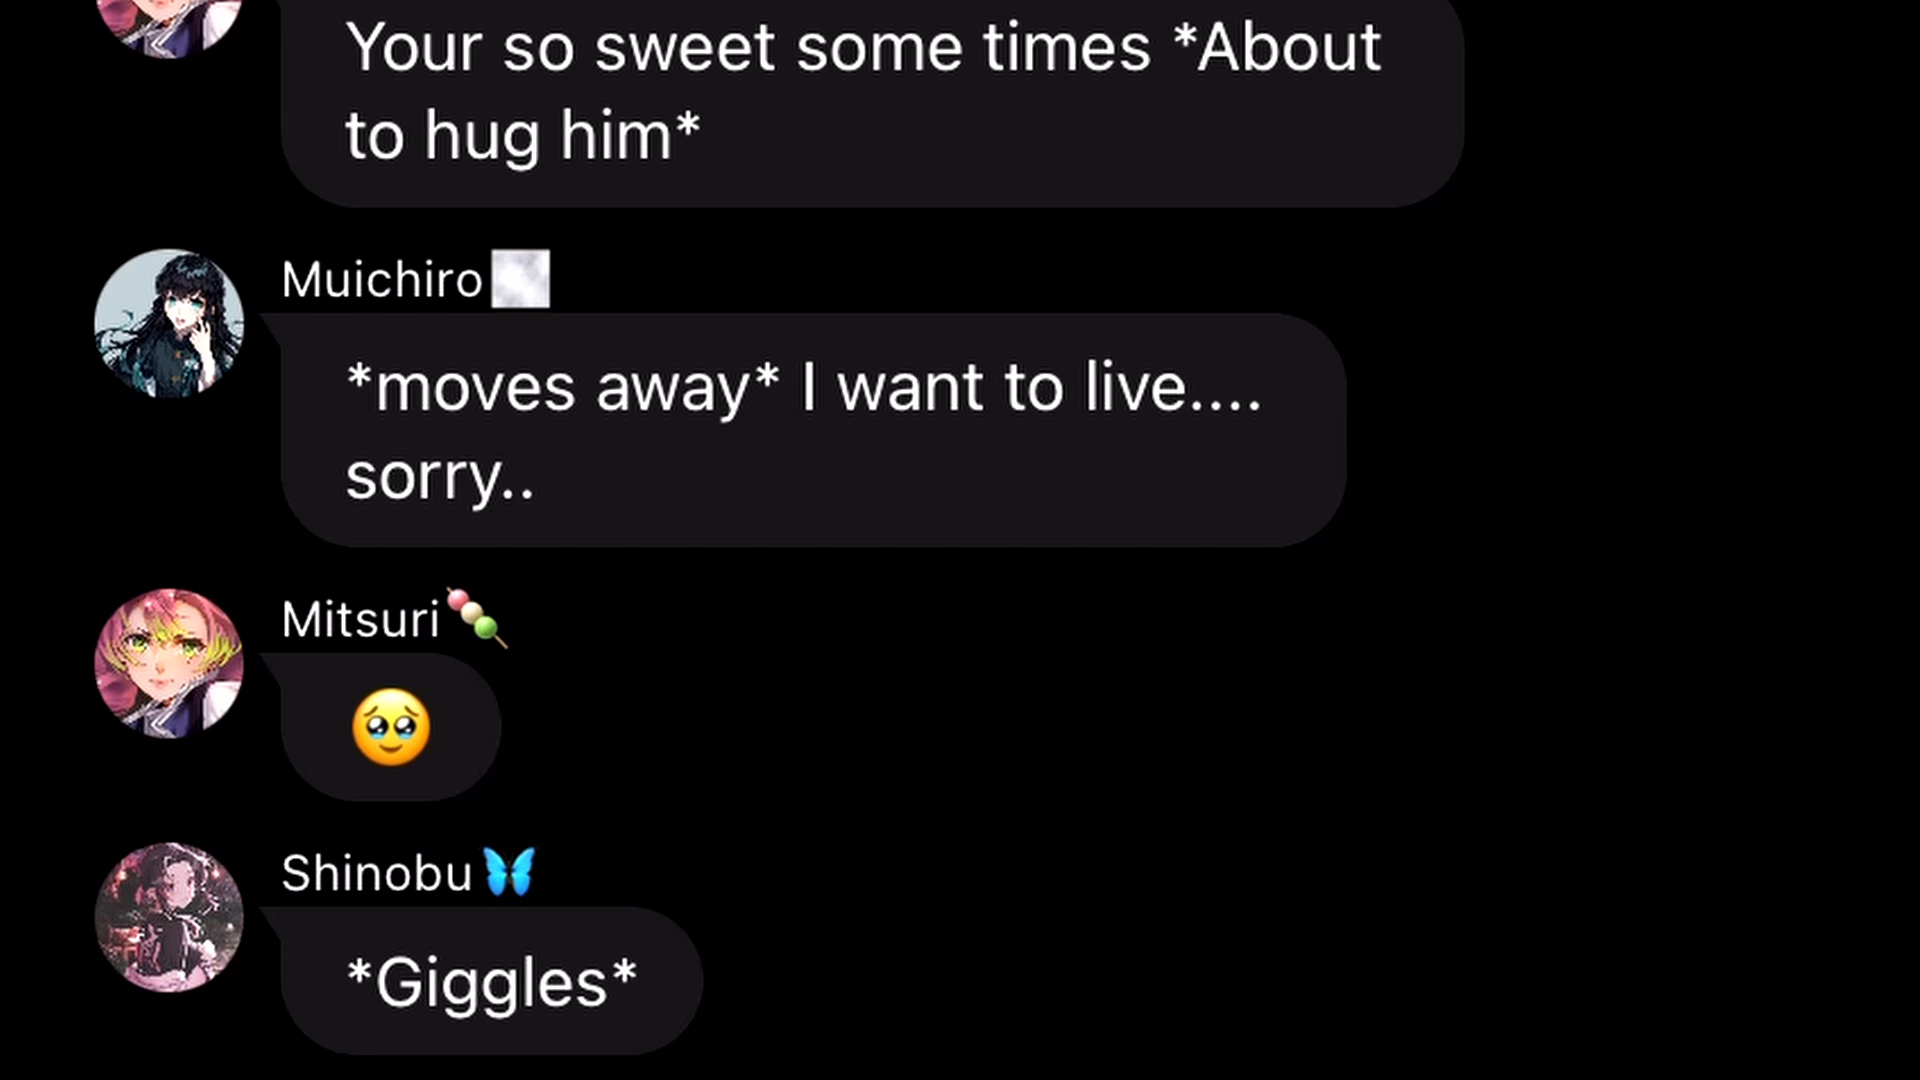 Your so sweet some times *About
to hug him*
Muichiro
*moves away* I want to live....
sorry..
Mitsuri🍡
🥹
Shinobu🦋
*Giggles*